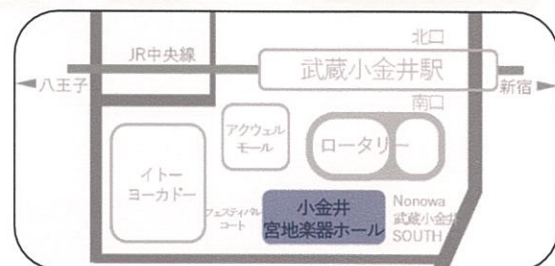 北口
JR中央線
武蔵小金井駅
八王子
新宿
南口
アクウェル
モール
ロータリー
イトー
ヨーカドー
フェスティバル
コート
小金井
宮地楽器ホール
Nonowa
武蔵小金井
SOUTH